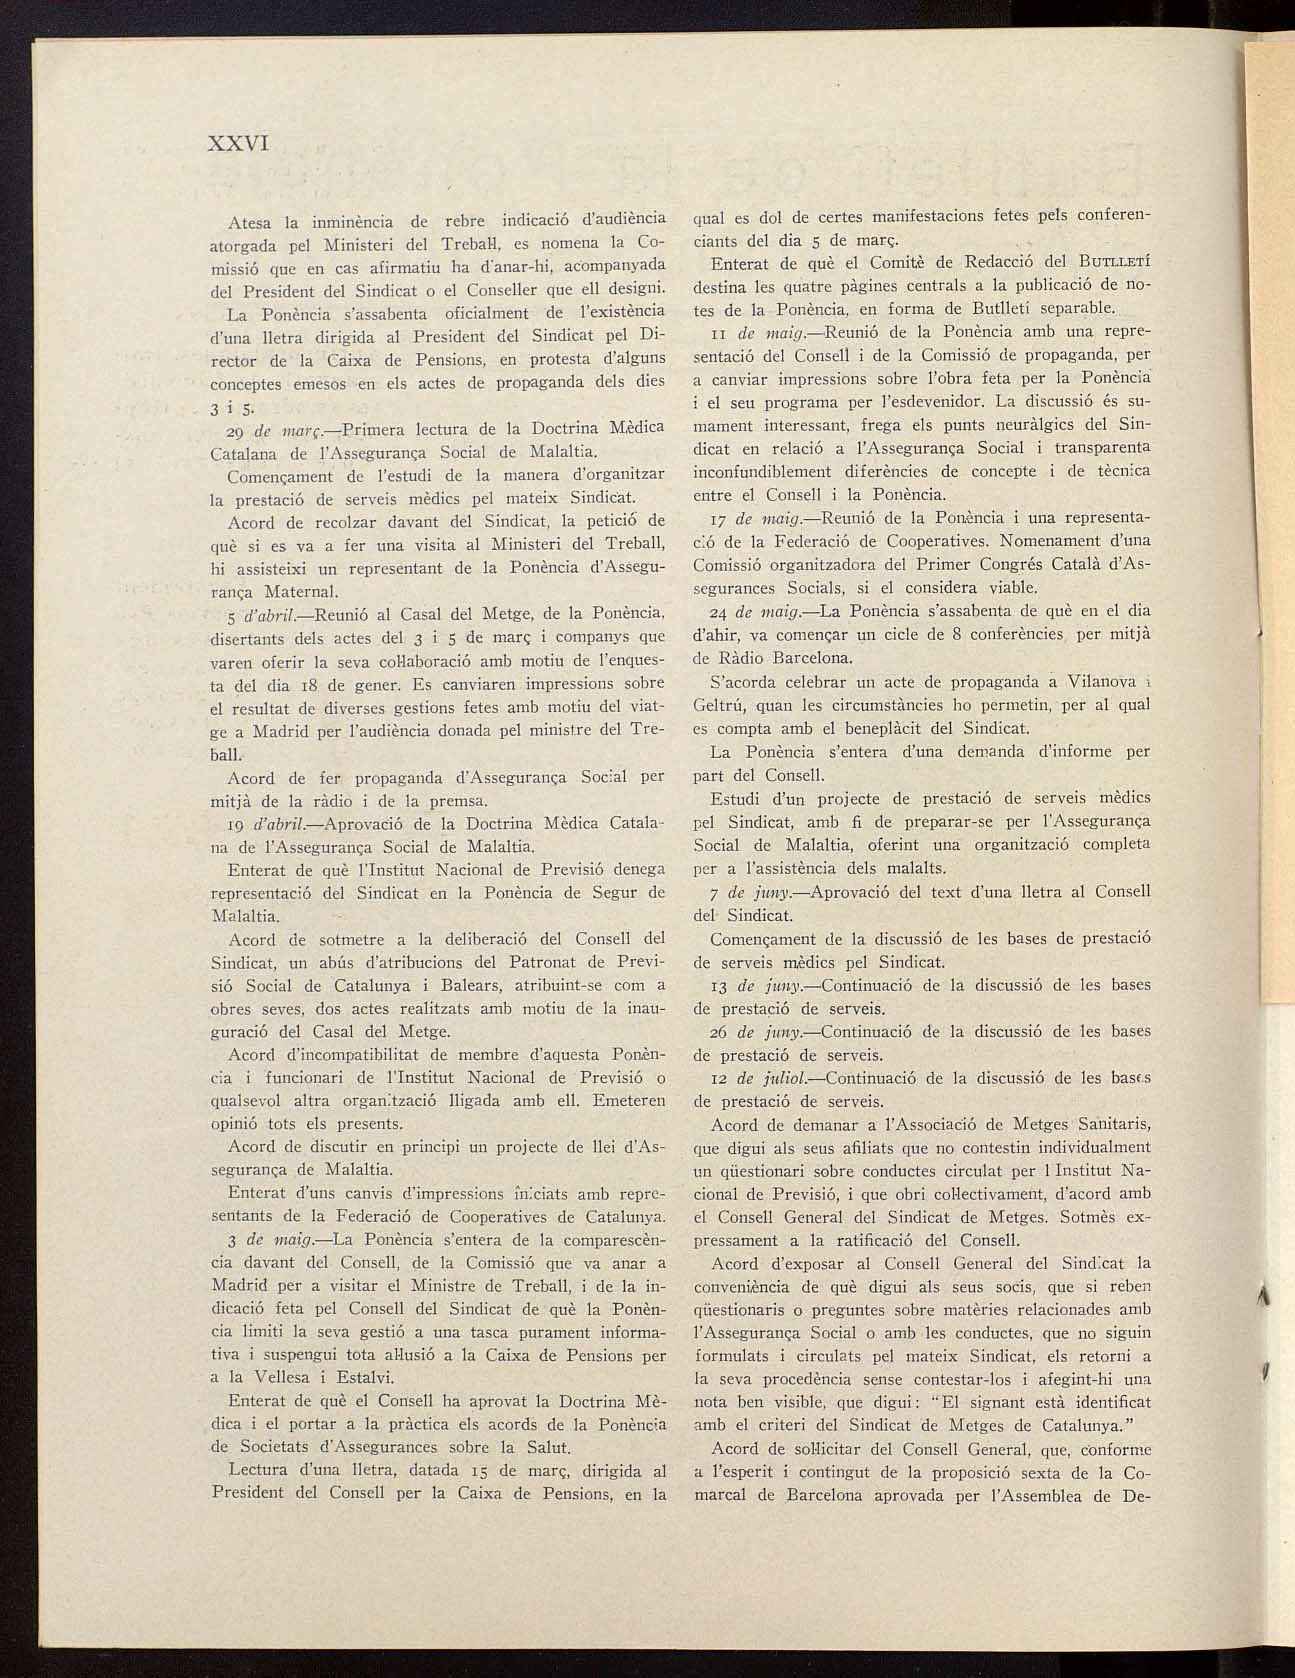 XXVI
Atesa la inminència de rebre indicació d'audiència
atorgada pel Ministeri del Treball, es nomena la Co-
missió que en cas afirmatiu ha d'anar-hi, acompanyada
del President del Sindicat o el Conseller que ell designi.
La Ponència s'assabenta oficialment de l'existència
d'una lletra dirigida al President del Sindicat pel Di-
rector de la Caixa de Pensions, en protesta d'alguns
conceptes emesos en els actes de propaganda dels dies
3 i 5.
29 de març.—Primera lectura de la Doctrina Mèdica
Catalana de l'Assegurança Social de Malaltia.
Començament de l'estudi de la manera d'organitzar
la prestació de serveis mèdics pel mateix Sindicat.
Acord de recolzar davant del Sindicat, la petició de
què si es va a fer una visita al Ministeri del Treball,
hi assisteixi un representant de la Ponència d'Assegu-
rança Maternal.
5 d'abril.—Reunió al Casal del Metge, de la Ponència,
disertants dels actes del 3 i 5 de març i companys que
varen oferir la seva coŀlaboració amb motiu de l'enques-
ta del dia 18 de gener. Es canviaren impressions sobre
el resultat de diverses gestions fetes amb motiu del viat-
ge a Madrid per l'audiència donada pel ministre del Tre-
ball.
Acord de fer propaganda d'Assegurança Social per
mitjà de la ràdio i de la premsa.
19 d'abril.—Aprovació de la Doctrina Mèdica Catala-
na de l'Assegurança Social de Malaltia.
Enterat de què l'Institut Nacional de Previsió denega
representació del Sindicat en la Ponència de Segur de
Malaltia.
Acord de sotmetre a la deliberació del Consell del
Sindicat, un abús d'atribucions del Patronat de Previ-
sió Social de Catalunya i Balears, atribuint-se com a
obres seves, dos actes realitzats amb motiu de la inau-
guració del Casal del Metge.
Acord d'incompatibilitat de membre d'aquesta Ponèn-
cia i funcionari de l'Institut Nacional de Previsió o
qualsevol altra organització lligada amb ell. Emeteren
opinió tots els presents.
Acord de discutir en principi un projecte de llei d'As-
segurança de Malaltia.
Enterat d'uns canvis d'impressions iniciats amb repre-
sentants de la Federació de Cooperatives de Catalunya.
3 de maig.—La Ponència s'entera de la comparescèn-
cia davant del Consell, de la Comissió que va anar a
Madrid per a visitar el Ministre de Treball, i de la in-
dicació feta pel Consell del Sindicat de què la Ponèn-
cia limiti la seva gestió a una tasca purament informa-
tiva i suspengui tota aŀlusió a la Caixa de Pensions per
a la Vellesa i Estalvi.
Enterat de què el Consell ha aprovat la Doctrina Mè-
dica i el portar a la pràctica els acords de la Ponència
de Societats d'Assegurances sobre la Salut.
Lectura d'una lletra, datada 15 de març, dirigida al
President del Consell per la Caixa de Pensions, en la
qual es dol de certes manifestacions fetes pels conferen-
ciants del dia 5 de març.
Enterat de què el Comitè de Redacció del BUTLLETÍ
destina les quatre pàgines centrals a la publicació de no-
tes de la Ponència, en forma de Butlletí separable.
11 de maig.—Reunió de la Ponència amb una repre-
sentació del Consell i de la Comissió de propaganda, per
a canviar impressions sobre l'obra feta per la Ponència
i el seu programa per l'esdevenidor. La discussió és su-
mament interessant, frega els punts neuràlgics del Sin-
dicat en relació a l'Assegurança Social i transparenta
inconfundiblement diferències de concepte i de tècnica
entre el Consell i la Ponència.
17 de maig.—Reunió de la Ponència i una representa-
ció de la Federació de Cooperatives. Nomenament d'una
Comissió organitzadora del Primer Congrés Català d'As-
segurances Socials, si el considera viable.
24 de maig.—La Ponència s'assabenta de què en el dia
d'ahir, va començar un cicle de 8 conferències per mitjà
de Ràdio Barcelona.
S'acorda celebrar un acte de propaganda a Vilanova i
Geltrú, quan les circumstàncies ho permetin, per al qual
es compta amb el beneplàcit del Sindicat.
La Ponència s'entera d'una demanda d'informe per
part del Consell.
Estudi d'un projecte de prestació de serveis mèdics
pel Sindicat, amb fi de preparar-se per l'Assegurança
Social de Malaltia, oferint una organització completa
per a l'assistència dels malalts.
7 de juny.—Aprovació del text d'una lletra al Consell
del Sindicat.
Començament de la discussió de les bases de prestació
de serveis mèdics pel Sindicat.
13 de juny.—Continuació de la discussió de les bases
de prestació de serveis.
26 de juny.—Continuació de la discussió de les bases
de prestació de serveis.
12 de juliol.—Continuació de la discussió de les bases
de prestació de serveis.
Acord de demanar a l'Associació de Metges Sanitaris,
que digui als seus afiliats que no contestin individualment
un qüestionari sobre conductes circulat per l'Institut Na-
cional de Previsió, i que obri coŀlectivament, d'acord amb
el Consell General del Sindicat de Metges. Sotmès ex-
pressament a la ratificació del Consell.
Acord d'exposar al Consell General del Sindicat la
conveniència de què digui als seus socis, que si reben
qüestionaris o preguntes sobre matèries relacionades amb
l'Assegurança Social o amb les conductes, que no siguin
formulats i circulats pel mateix Sindicat, els retorni a
la seva procedència sense contestar-los i afegint-hi una
nota ben visible, que digui: "El signant està identificat
amb el criteri del Sindicat de Metges de Catalunya."
Acord de soŀlicitar del Consell General, que, conforme
a l'esperit i contingut de la proposició sexta de la Co-
marcal de Barcelona aprovada per l'Assemblea de De-